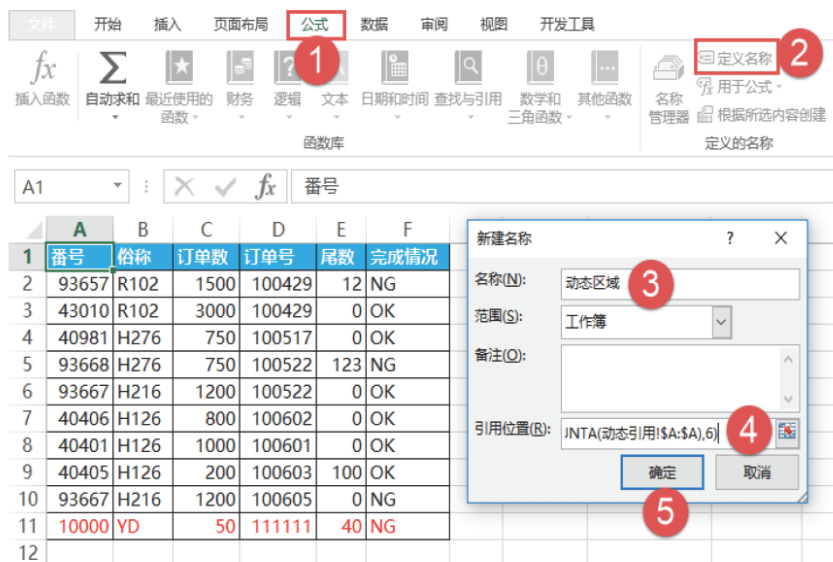 文件 开始 插入 页面布局 公式 数据 审阅 视图 开发工具
1
2
fx Σ ? θ ...
插入函数 自动求和 最近使用的函数 财务 逻辑 文本 日期和时间 查找与引用 数学和三角函数 其他函数 名称管理器
定义名称
用于公式
根据所选内容创建
函数库 定义的名称
A1 fx 番号
A B C D E F
1 番号 俗称 订单数 订单号 尾数 完成情况
2 93657 R102 1500 100429 12 NG
3 43010 R102 3000 100429 0 OK
4 40981 H276 750 100517 0 OK
5 93668 H276 750 100522 123 NG
6 93667 H216 1200 100522 0 OK
7 40406 H126 800 100602 0 OK
8 40401 H126 1000 100601 0 OK
9 40405 H126 200 100603 100 OK
10 93667 H216 1200 100605 0 NG
11 10000 YD 50 111111 40 NG
12
新建名称 ? ×
名称(N): 动态区域 3
范围(S): 工作簿
备注(O):
引用位置(R): JNTA(动态引用!$A:$A),6) 4
确定 取消
5